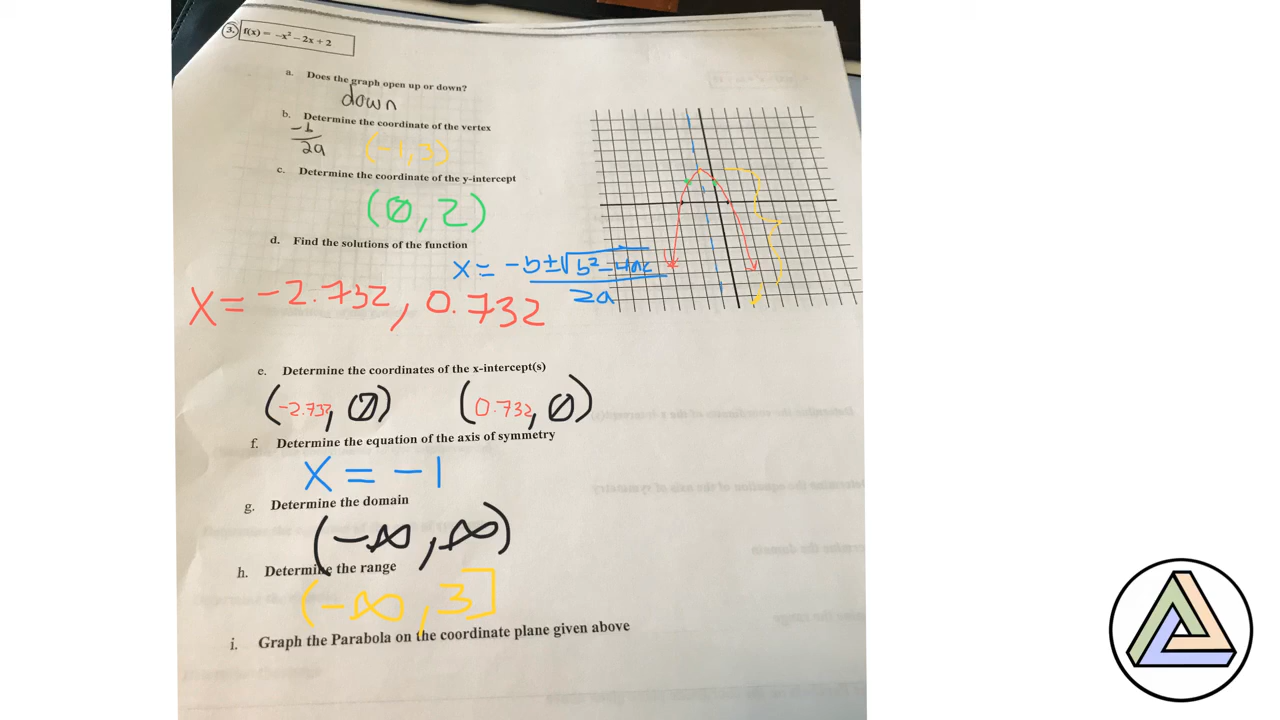 3. f(x) = −x² − 2x + 2
a. Does the graph open up or down?
down
b. Determine the coordinate of the vertex
-b/2a (-1, 3)
c. Determine the coordinate of the y-intercept
(0, 2)
d. Find the solutions of the function
x = -b±√b²-4ac/2a
X = -2.732, 0.732
e. Determine the coordinates of the x-intercept(s)
(-2.732, 0) (0.732, 0)
f. Determine the equation of the axis of symmetry
X = -1
g. Determine the domain
(-∞, ∞)
h. Determine the range
(-∞, 3]
i. Graph the Parabola on the coordinate plane given above